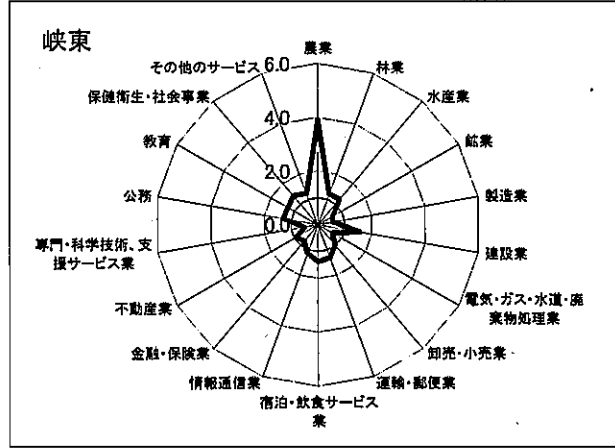 峡東
農業
林業
水産業
鉱業
製造業
建設業
電気・ガス・水道・廃
棄物処理業
卸売・小売業
運輸・郵便業
宿泊・飲食サービス
業
情報通信業
金融・保険業
不動産業
専門・科学技術、支
援サービス業
公務
教育
保健衛生・社会事業
その他のサービス
6.0
4.0
2.0
0.0